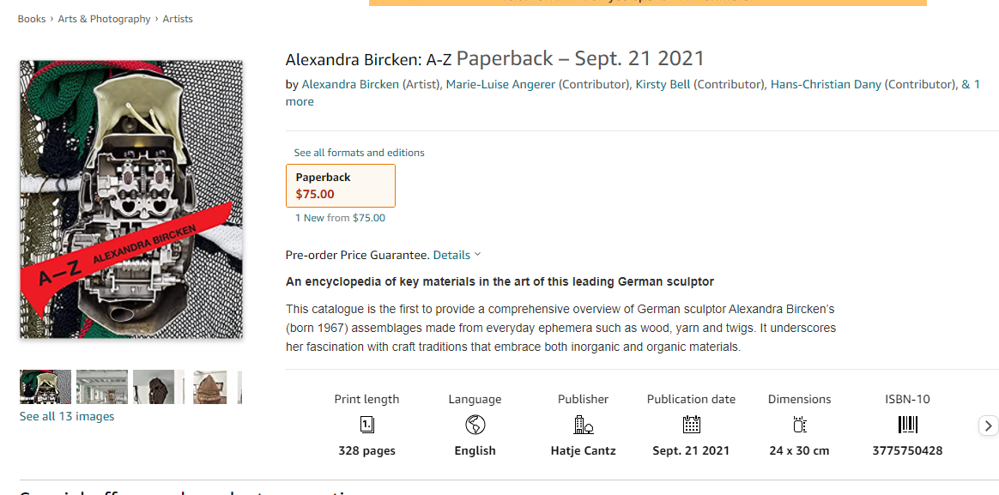 Books › Arts & Photography › Artists
Alexandra Bircken: A-Z Paperback – Sept. 21 2021
by Alexandra Bircken (Artist), Marie-Luise Angerer (Contributor), Kirsty Bell (Contributor), Hans-Christian Dany (Contributor), & 1
more
See all formats and editions
Paperback
$75.00
1 New from $75.00
Pre-order Price Guarantee. Details
An encyclopedia of key materials in the art of this leading German sculptor
This catalogue is the first to provide a comprehensive overview of German sculptor Alexandra Bircken's
(born 1967) assemblages made from everyday ephemera such as wood, yarn and twigs. It underscores
her fascination with craft traditions that embrace both inorganic and organic materials.
A–Z ALEXANDRA BIRCKEN
See all 13 images
Print length Language Publisher Publication date Dimensions ISBN-10
328 pages English Hatje Cantz Sept. 21 2021 24 x 30 cm 3775750428